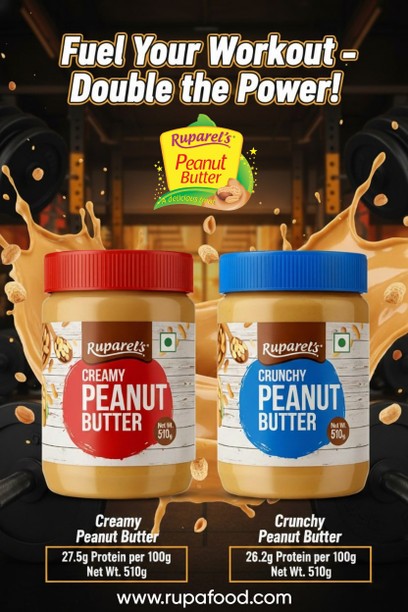 Fuel Your Workout -
Double the Power!
Ruparel's
Peanut
Butter
Ruparel's
CREAMY
PEANUT
BUTTER
Net Wt.
510g
Ruparel's
CRUNCHY
PEANUT
BUTTER
Net Wt.
510g
Creamy
Peanut Butter
27.5g Protein per 100g
Net Wt. 510g
Crunchy
Peanut Butter
26.2g Protein per 100g
Net Wt. 510g
www.rupafood.com